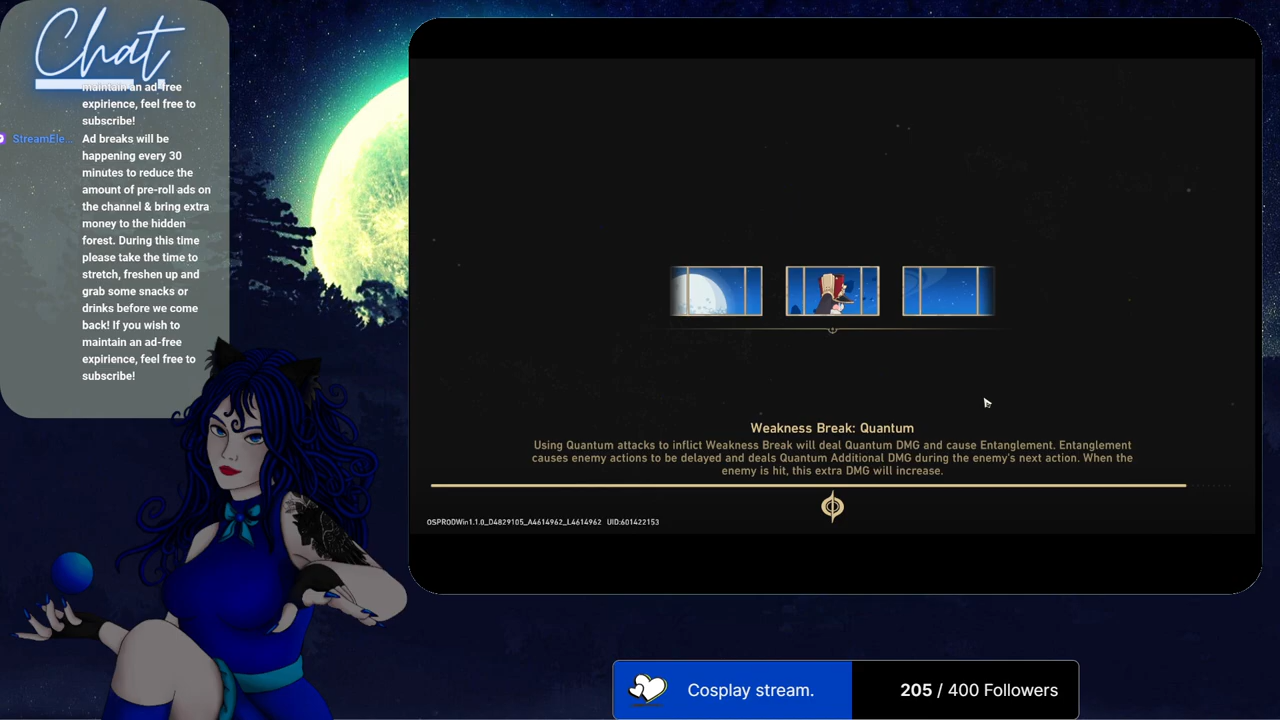 Chat
maintain an ad-free
expirience, feel free to
subscribe!
StreamEle...
Ad breaks will be
happening every 30
minutes to reduce the
amount of pre-roll ads on
the channel & bring extra
money to the hidden
forest. During this time
please take the time to
stretch, freshen up and
grab some snacks or
drinks before we come
back! If you wish to
maintain an ad-free
expirience, feel free to
subscribe!
Weakness Break: Quantum
Using Quantum attacks to inflict Weakness Break will deal Quantum DMG and cause Entanglement. Entanglement
causes enemy actions to be delayed and deals Quantum Additional DMG during the enemy's next action. When the
enemy is hit, this extra DMG will increase.
OSPRODWin1.1.0_D4829105_A4614962_L4614962 UID:601422153
Cosplay stream.
205 / 400 Followers